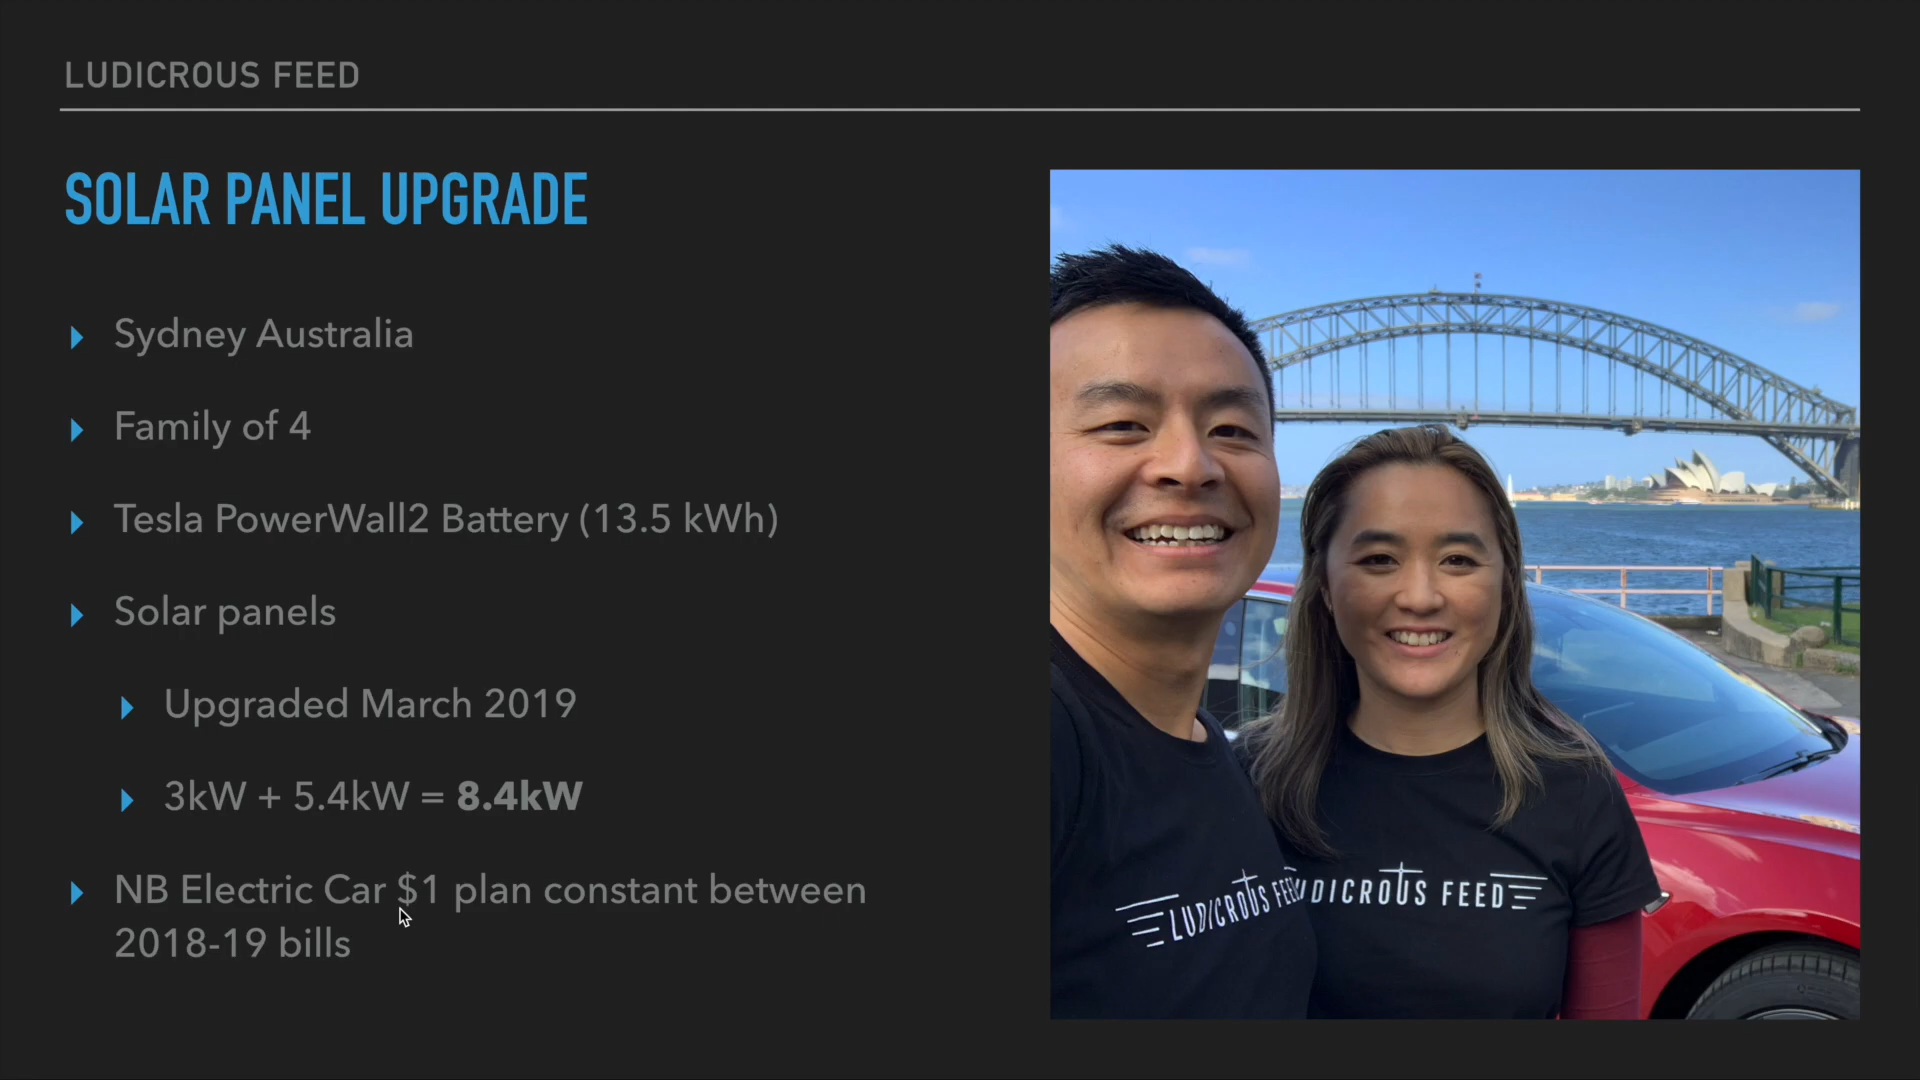 LUDICROUS FEED
SOLAR PANEL UPGRADE
Sydney Australia
Family of 4
Tesla PowerWall2 Battery (13.5 kWh)
Solar panels
Upgraded March 2019
3kW + 5.4kW = 8.4kW
NB Electric Car $1 plan constant between
2018-19 bills
LUDICROUS FEED
UDICROUS FEED